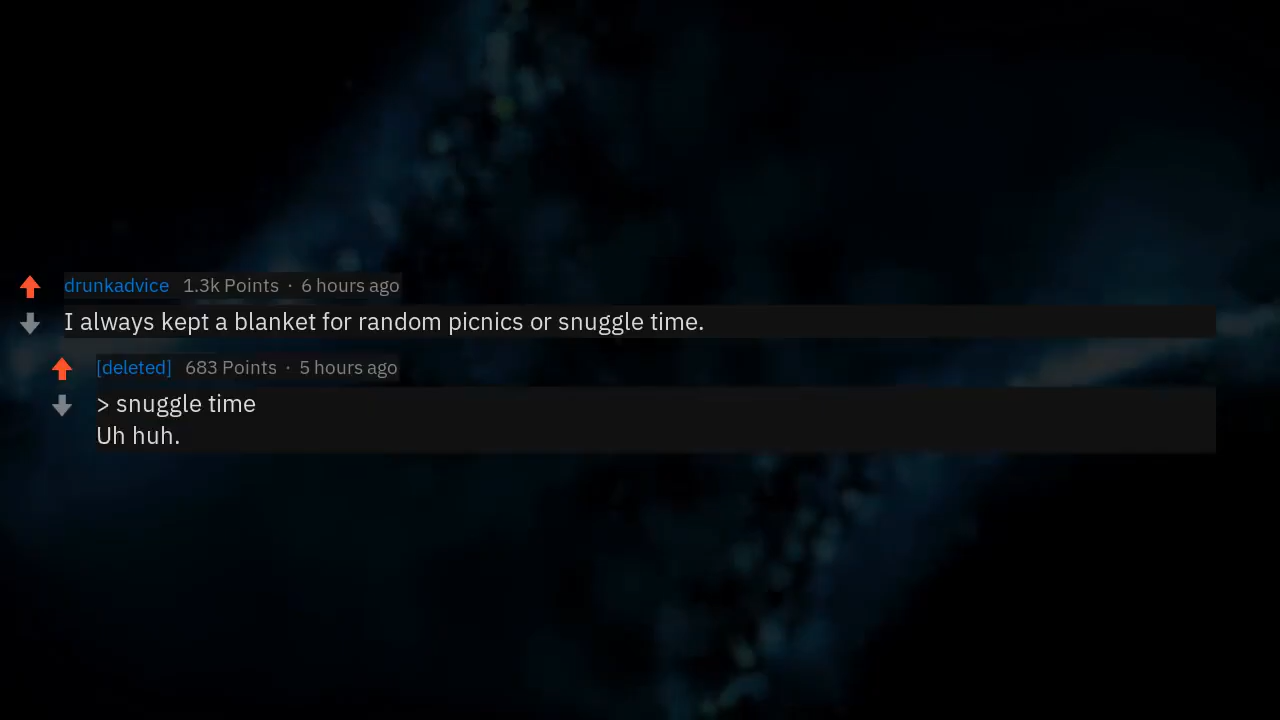 drunkadvice 1.3k Points · 6 hours ago
I always kept a blanket for random picnics or snuggle time.
[deleted] 683 Points · 5 hours ago
> snuggle time
Uh huh.